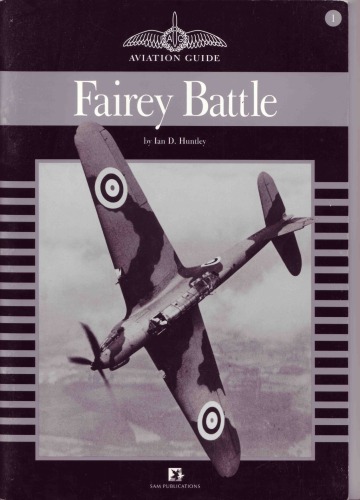 1
AVIATION GUIDE
Fairey Battle
by Ian D. Huntley
SAM PUBLICATIONS